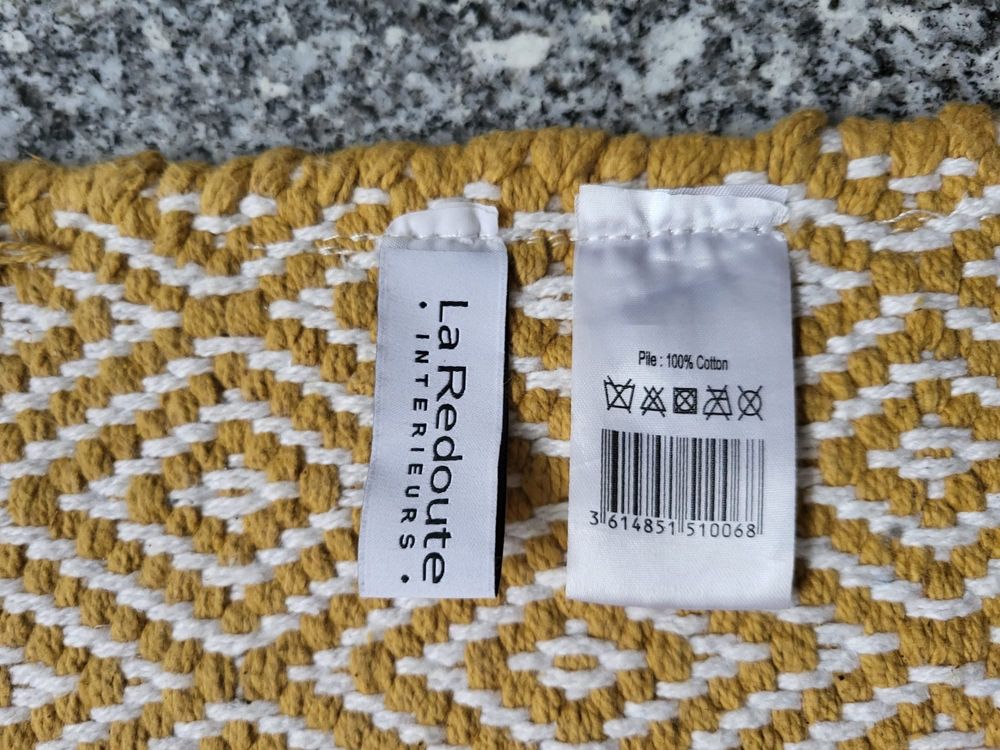 La Redoute.
. INTERIEURS
Pile : 100% Cotton
3 614851 510068